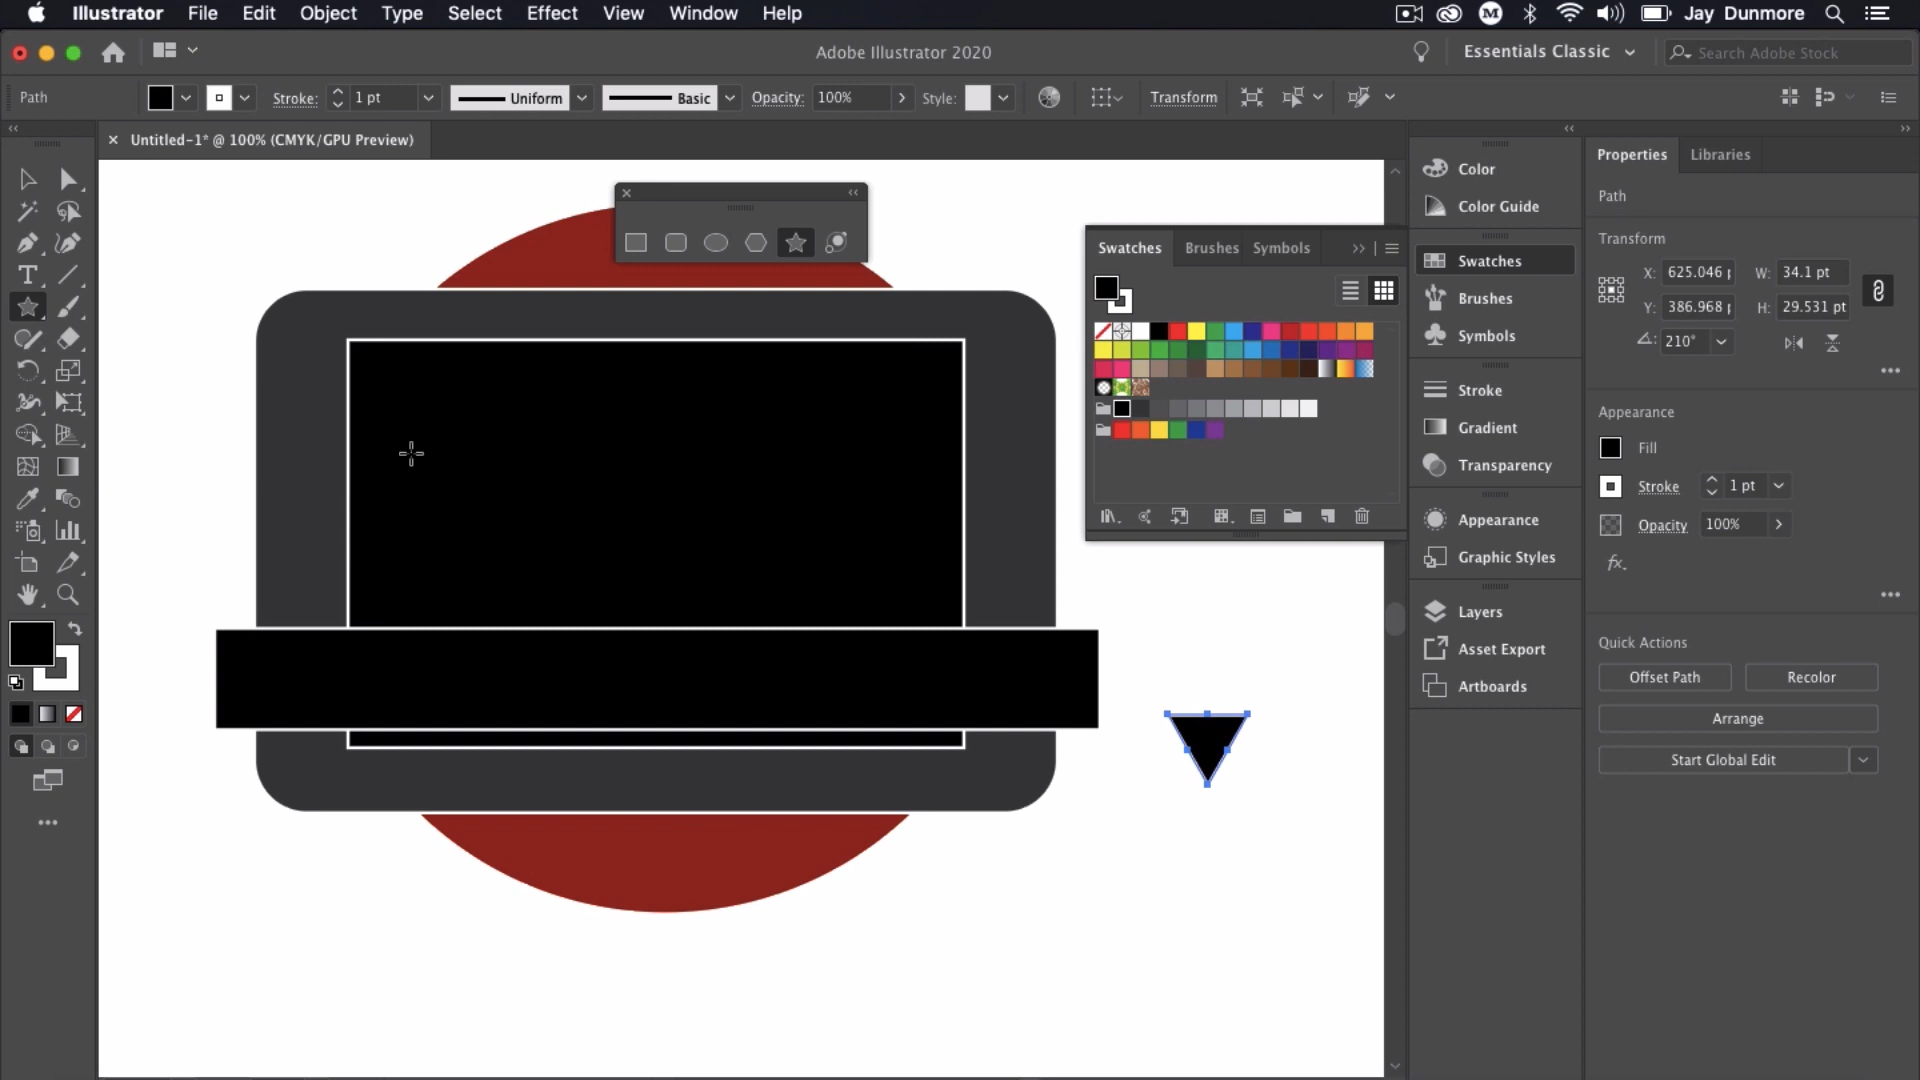 Illustrator File Edit Object Type Select Effect View Window Help
M Jay Dunmore
Adobe Illustrator 2020
Essentials Classic
Search Adobe Stock
Path Stroke: 1 pt Uniform Basic Opacity: 100% Style: Transform
Untitled-1* @ 100% (CMYK/GPU Preview)
Swatches Brushes Symbols
Color
Color Guide
Swatches
Brushes
Symbols
Stroke
Gradient
Transparency
Appearance
Graphic Styles
Layers
Asset Export
Artboards
Properties Libraries
Path
Transform
X: 625.046 W: 34.1 pt
Y: 386.968 H: 29.531 pt
210°
Appearance
Fill
Stroke 1 pt
Opacity 100%
fx
Quick Actions
Offset Path Recolor
Arrange
Start Global Edit